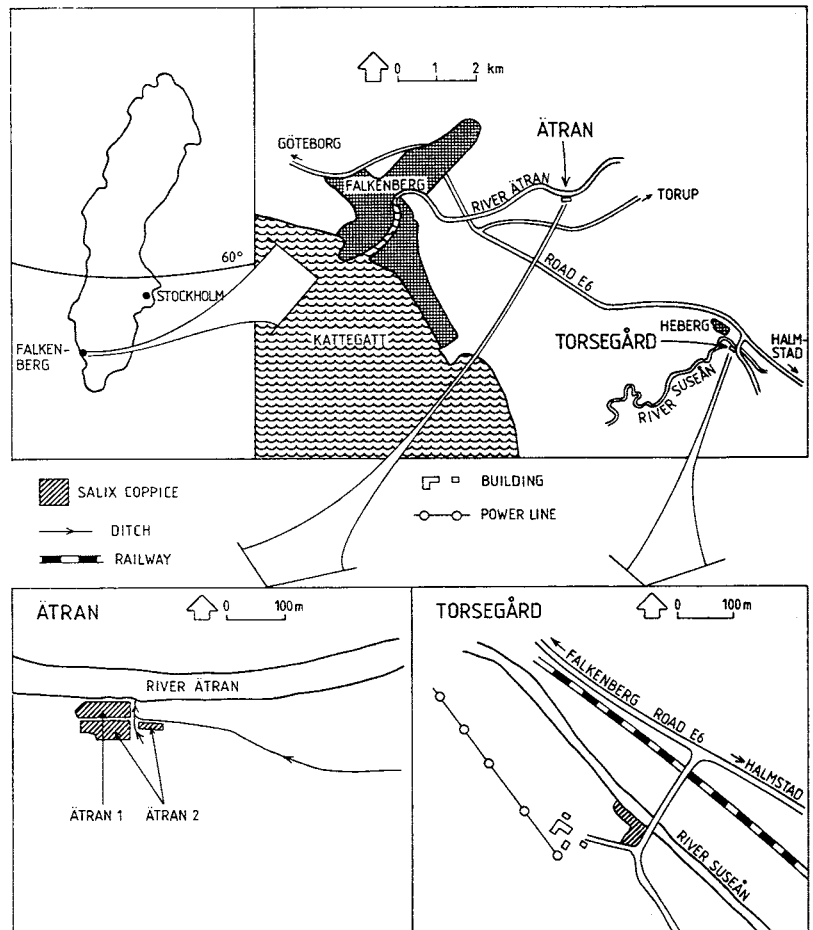 60°
STOCKHOLM
FALKEN-
BERG
0 1 2 km
GÖTEBORG
FALKENBERG
ÄTRAN
RIVER ÄTRAN
TORUP
ROAD E6
KATTEGATT
HEBERG
TORSEGÅRD
HALM-
STAD
RIVER SUSEÅN
SALIX COPPICE
DITCH
RAILWAY
BUILDING
POWER LINE
ÄTRAN
0 100 m
RIVER ÄTRAN
ÄTRAN 1
ÄTRAN 2
TORSEGÅRD
0 100 m
FALKENBERG
ROAD E6
HALMSTAD
RIVER SUSEÅN